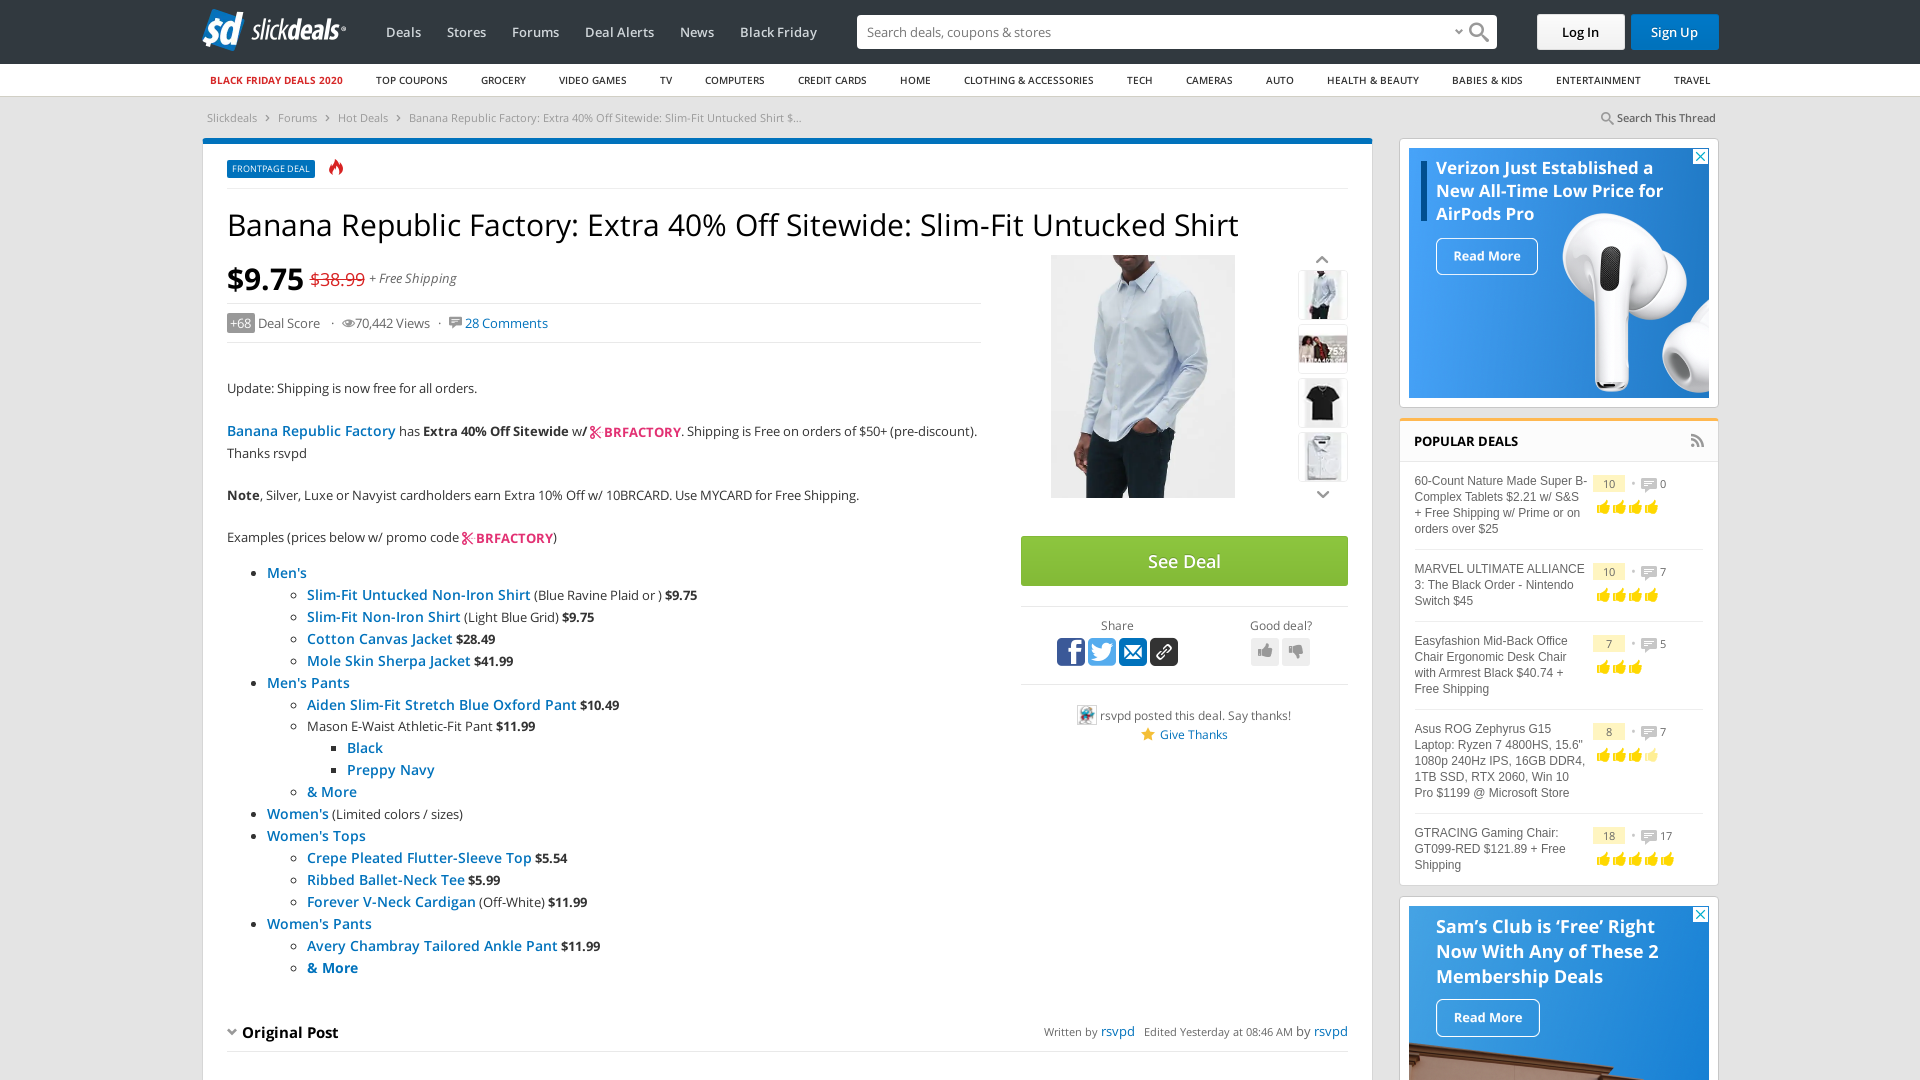 sd slickdeals
Deals
Stores
Forums
Deal Alerts
News
Black Friday
Search deals, coupons & stores
Log In
Sign Up
BLACK FRIDAY DEALS 2020
TOP COUPONS
GROCERY
VIDEO GAMES
TV
COMPUTERS
CREDIT CARDS
HOME
CLOTHING & ACCESSORIES
TECH
CAMERAS
AUTO
HEALTH & BEAUTY
BABIES & KIDS
ENTERTAINMENT
TRAVEL
Slickdeals › Forums › Hot Deals › Banana Republic Factory: Extra 40% Off Sitewide: Slim-Fit Untucked Shirt $...
Search This Thread
FRONTPAGE DEAL
Banana Republic Factory: Extra 40% Off Sitewide: Slim-Fit Untucked Shirt
$9.75 $38.99 + Free Shipping
+68 Deal Score · 70,442 Views · 28 Comments
Update: Shipping is now free for all orders.
Banana Republic Factory has Extra 40% Off Sitewide w/ BRFACTORY. Shipping is Free on orders of $50+ (pre-discount).
Thanks rsvpd
Note, Silver, Luxe or Navyist cardholders earn Extra 10% Off w/ 10BRCARD. Use MYCARD for Free Shipping.
Examples (prices below w/ promo code BRFACTORY)
Men's
Slim-Fit Untucked Non-Iron Shirt (Blue Ravine Plaid or ) $9.75
Slim-Fit Non-Iron Shirt (Light Blue Grid) $9.75
Cotton Canvas Jacket $28.49
Mole Skin Sherpa Jacket $41.99
Men's Pants
Aiden Slim-Fit Stretch Blue Oxford Pant $10.49
Mason E-Waist Athletic-Fit Pant $11.99
Black
Preppy Navy
& More
Women's (Limited colors / sizes)
Women's Tops
Crepe Pleated Flutter-Sleeve Top $5.54
Ribbed Ballet-Neck Tee $5.99
Forever V-Neck Cardigan (Off-White) $11.99
Women's Pants
Avery Chambray Tailored Ankle Pant $11.99
& More
75%
See Deal
Share
Good deal?
rsvpd posted this deal. Say thanks!
Give Thanks
Original Post
Written by rsvpd Edited Yesterday at 08:46 AM by rsvpd
Verizon Just Established a
New All-Time Low Price for
AirPods Pro
Read More
POPULAR DEALS
60-Count Nature Made Super B-
Complex Tablets $2.21 w/ S&S
+ Free Shipping w/ Prime or on
orders over $25
10 • 0
MARVEL ULTIMATE ALLIANCE
3: The Black Order - Nintendo
Switch $45
10 • 7
Easyfashion Mid-Back Office
Chair Ergonomic Desk Chair
with Armrest Black $40.74 +
Free Shipping
7 • 5
Asus ROG Zephyrus G15
Laptop: Ryzen 7 4800HS, 15.6"
1080p 240Hz IPS, 16GB DDR4,
1TB SSD, RTX 2060, Win 10
Pro $1199 @ Microsoft Store
8 • 7
GTRACING Gaming Chair:
GT099-RED $121.89 + Free
Shipping
18 • 17
Sam's Club is ‘Free’ Right
Now With Any of These 2
Membership Deals
Read More